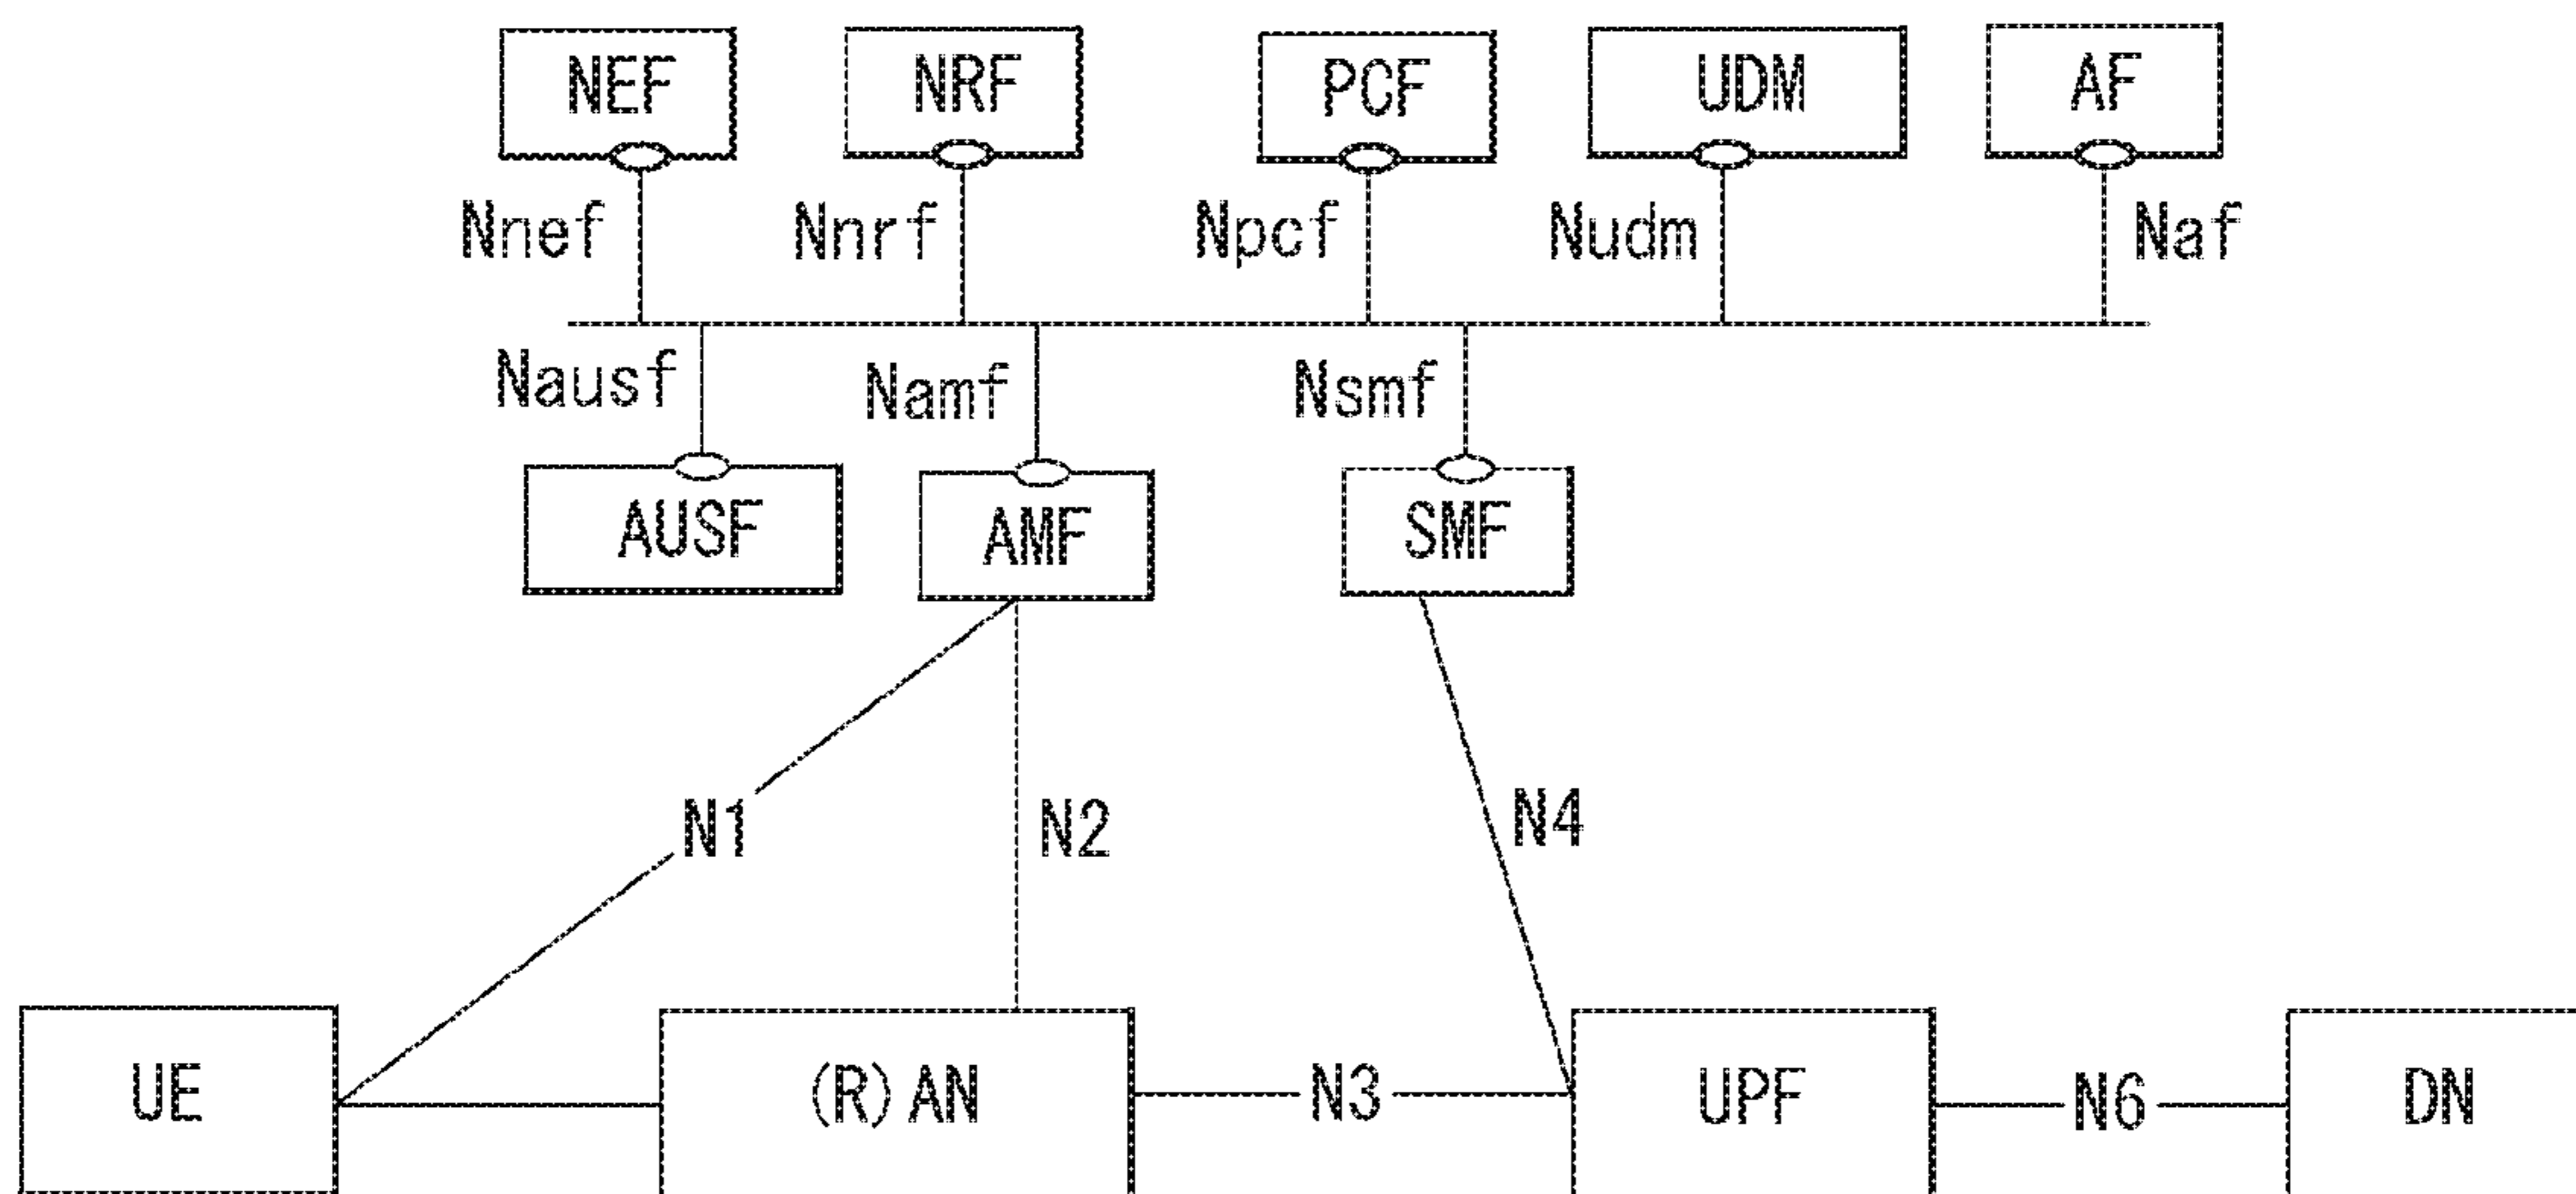 NEF NRF PCF UDM AF
Nnef Nnrf Npcf Nudm Naf
Nausf Namf Nsmf
AUSF AMF SMF
N1 N2 N4
UE (R)AN N3 UPF N6 DN